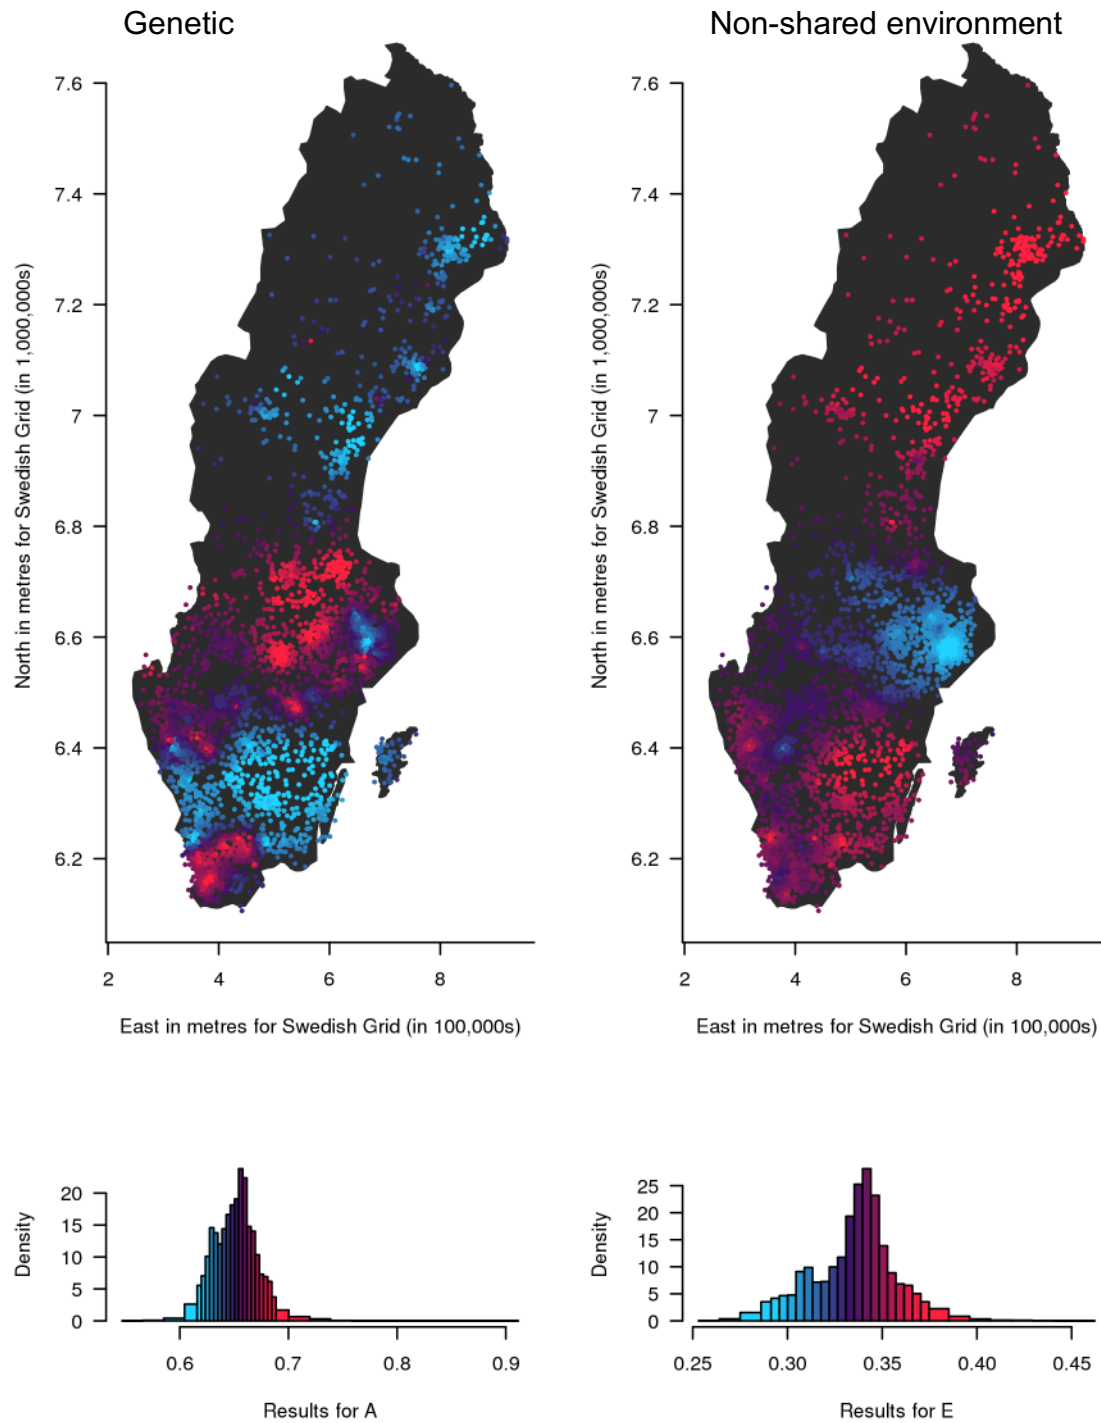 Genetic
Non-shared environment
North in metres for Swedish Grid (in 1,000,000s)
7.6
7.4
7.2
7
6.8
6.6
6.4
6.2
2 4 6 8
East in metres for Swedish Grid (in 100,000s)
North in metres for Swedish Grid (in 1,000,000s)
7.6
7.4
7.2
7
6.8
6.6
6.4
6.2
2 4 6 8
East in metres for Swedish Grid (in 100,000s)
Density
20
15
10
5
0
0.6 0.7 0.8 0.9
Results for A
Density
25
20
15
10
5
0
0.25 0.30 0.35 0.40 0.45
Results for E